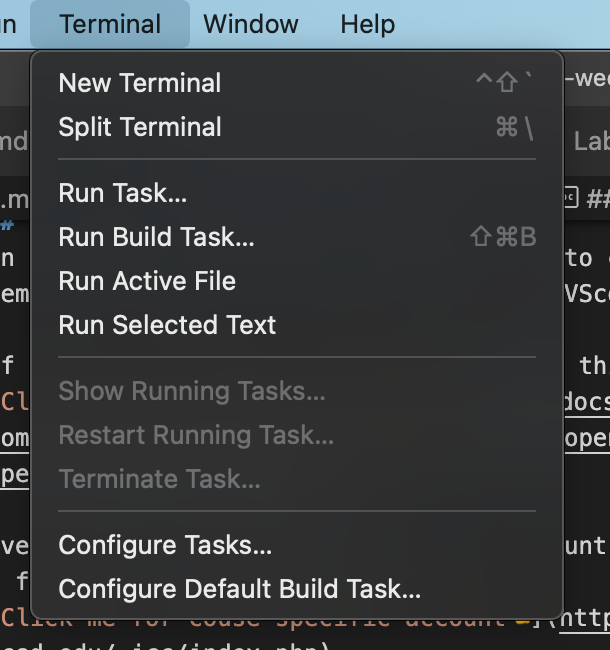 n Terminal Window Help
New Terminal ^⇧`
-wee
Split Terminal ⌘\
md
Lab
.m
##
Run Task...
#
Run Build Task... ⇧⌘B
n
to
Run Active File
em
VSco
Run Selected Text
f
th
Show Running Tasks...
Cl
docs
Restart Running Task...
om
oper
Terminate Task...
pe
Configure Tasks...
ve
unt
Configure Default Build Task...
f
Click me for couse specific account 👈](http